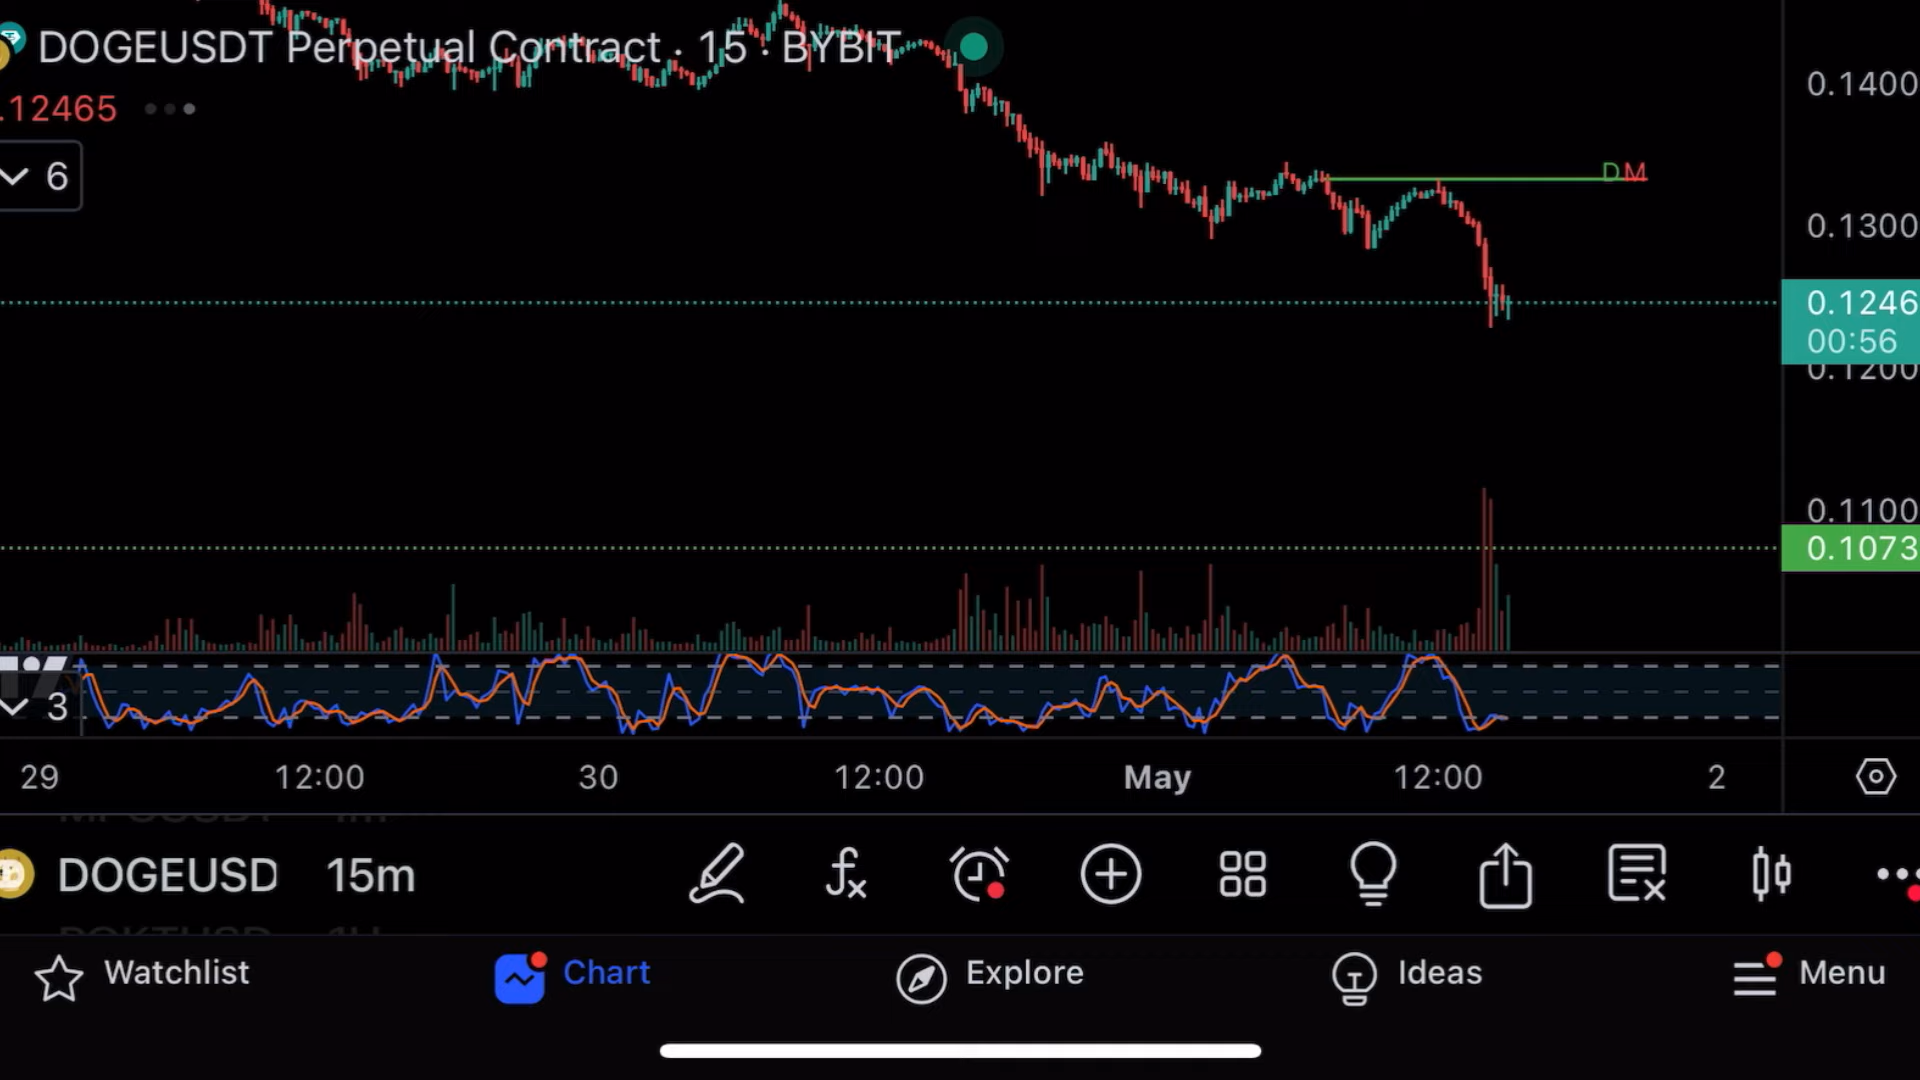 DOGEUSDT Perpetual Contract · 15 · BYBIT
.12465
6
0.1400
DM
0.1300
0.1246
00:56
0.1200
0.1100
0.1073
3
29 12:00 30 12:00 May 12:00 2
DOGEUSD 15m
Watchlist Chart Explore Ideas Menu